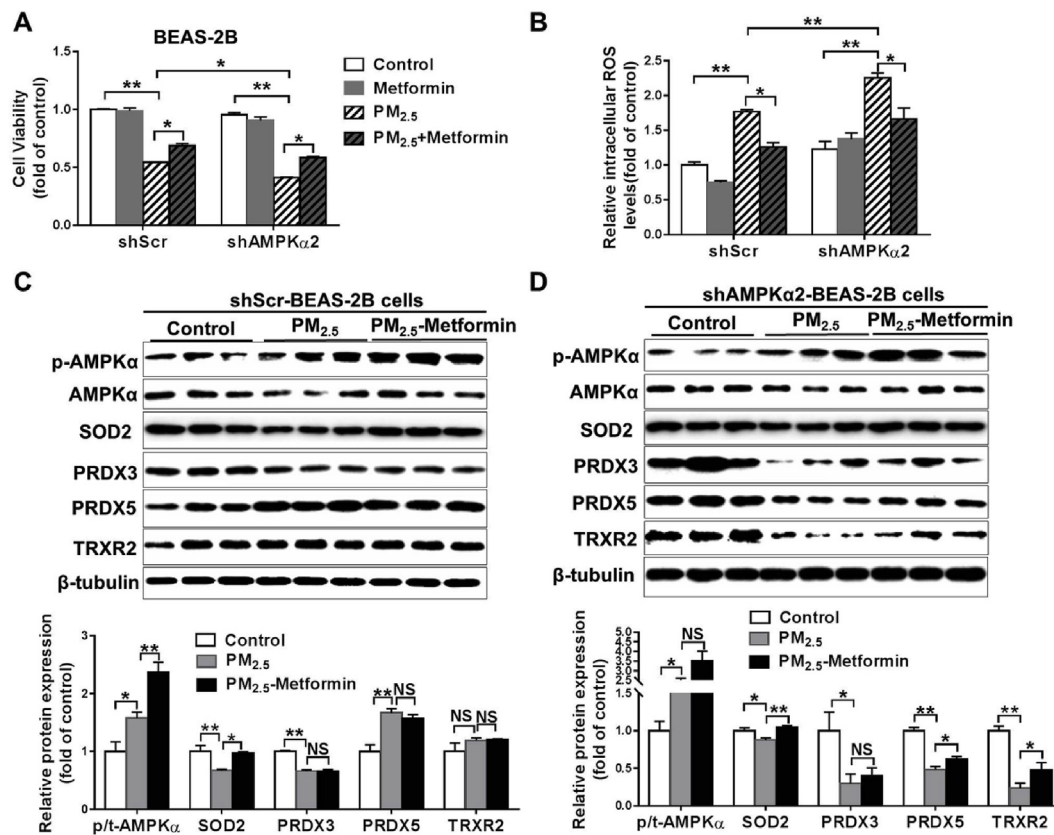 A
BEAS-2B
Cell Viability
(fold of control)
1.5
1.0
0.5
0.0
**
*
*
**
*
shScr
shAMPKα2
Control
Metformin
PM2.5
PM2.5+Metformin
B
Relative intracellular ROS
levels(fold of control)
2.5
2.0
1.5
1.0
0.5
0.0
**
**
*
**
*
shScr
shAMPKα2
C
shScr-BEAS-2B cells
Control
PM2.5
PM2.5-Metformin
p-AMPKα
AMPKα
SOD2
PRDX3
PRDX5
TRXR2
β-tubulin
Relative protein expression
(fold of control)
3
2
1
0
Control
PM2.5
PM2.5-Metformin
*
**
**
*
**
NS
**
NS
NS
NS
p/t-AMPKα
SOD2
PRDX3
PRDX5
TRXR2
D
shAMPKα2-BEAS-2B cells
Control
PM2.5
PM2.5-Metformin
p-AMPKα
AMPKα
SOD2
PRDX3
PRDX5
TRXR2
β-tubulin
Relative protein expression
(fold of control)
5.0
4.5
4.0
3.5
3.0
2.5
1.0
0.5
0.0
Control
PM2.5
PM2.5-Metformin
*
NS
*
**
*
NS
**
*
**
*
p/t-AMPKα
SOD2
PRDX3
PRDX5
TRXR2